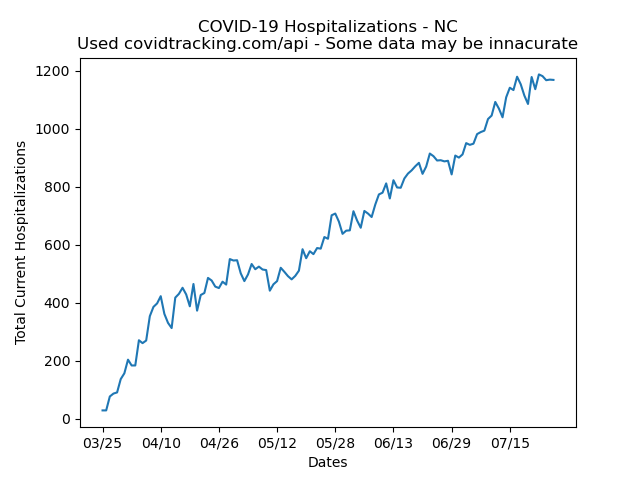 COVID-19 Hospitalizations - NC
Used covidtracking.com/api - Some data may be innacurate
1200
1000
800
600
400
200
0
Total Current Hospitalizations
03/25 04/10 04/26 05/12 05/28 06/13 06/29 07/15
Dates